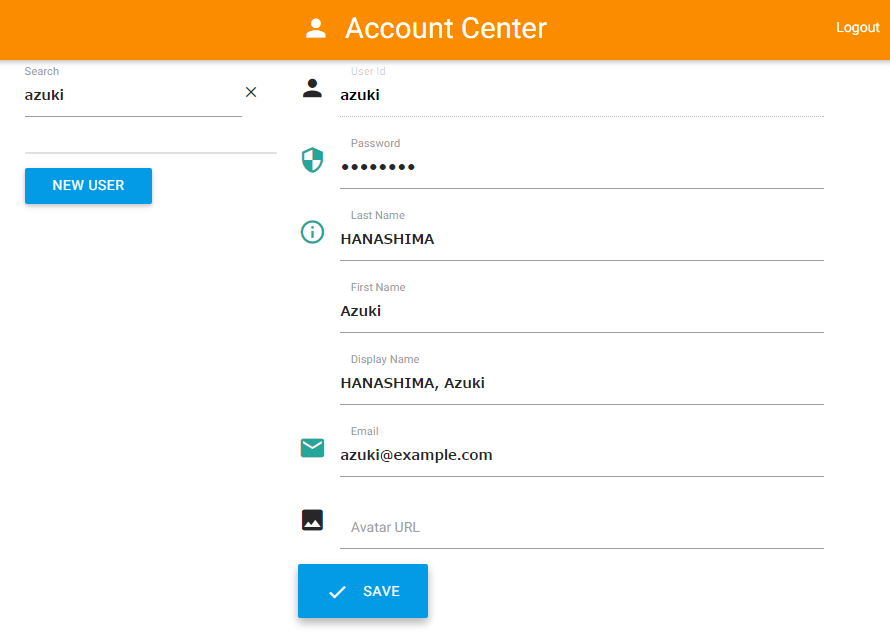 Account Center
Logout
Search
azuki
NEW USER
User Id
azuki
Password
••••••••
Last Name
HANASHIMA
First Name
Azuki
Display Name
HANASHIMA, Azuki
Email
azuki@example.com
Avatar URL
SAVE